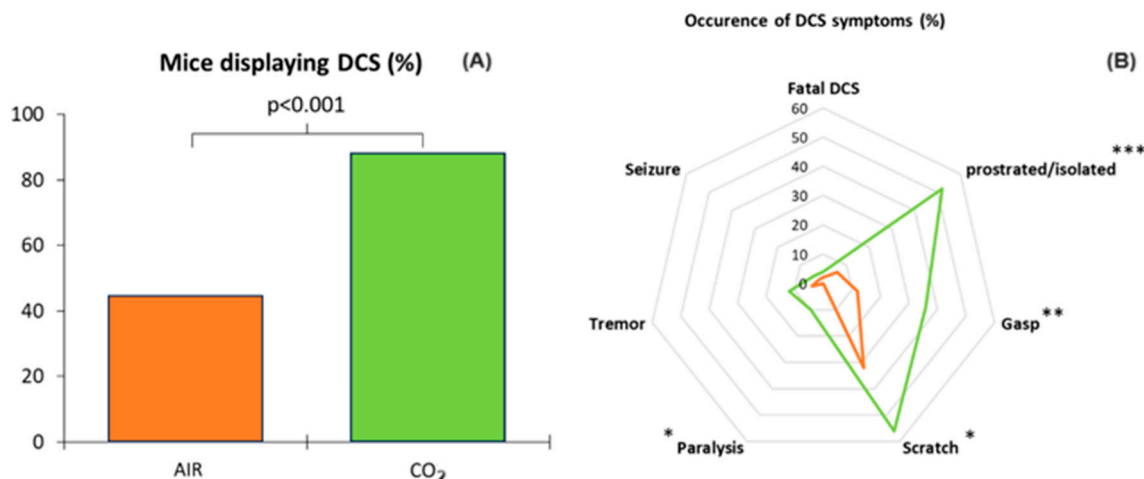 Mice displaying DCS (%) (A)
p<0.001
100
80
60
40
20
0
AIR
CO₂
Occurence of DCS symptoms (%)
(B)
Fatal DCS
60
50
40
30
20
10
0
prostrated/isolated ***
Gasp **
Scratch *
* Paralysis
Tremor
Seizure